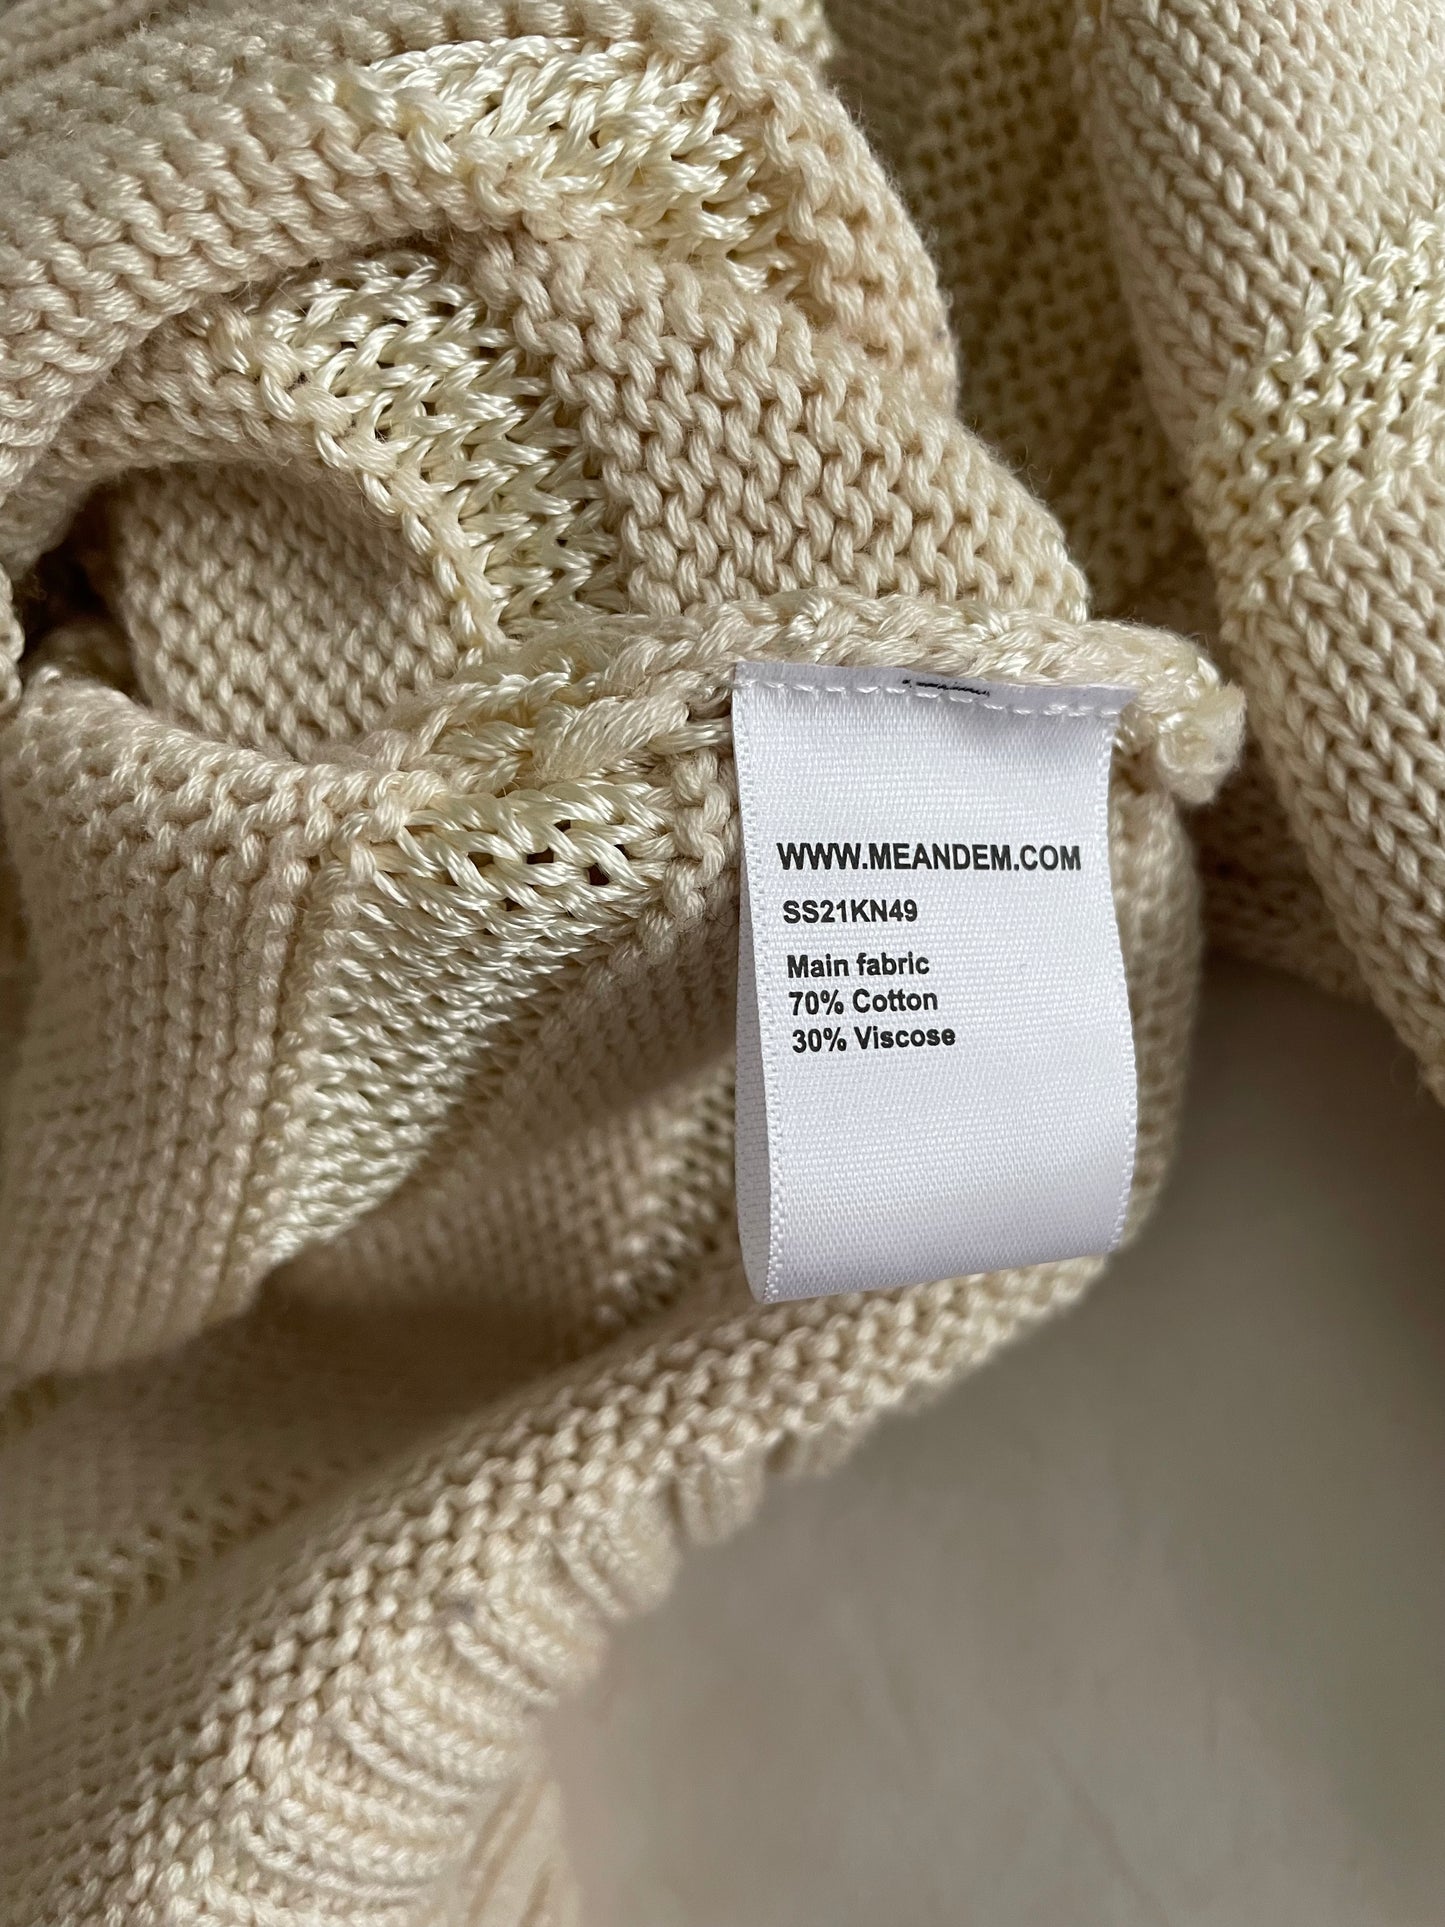 WWW.MEANDEM.COM
SS21KN49
Main fabric
70% Cotton
30% Viscose